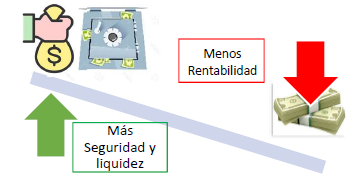 Menos
Rentabilidad
Más
Seguridad y
liquidez